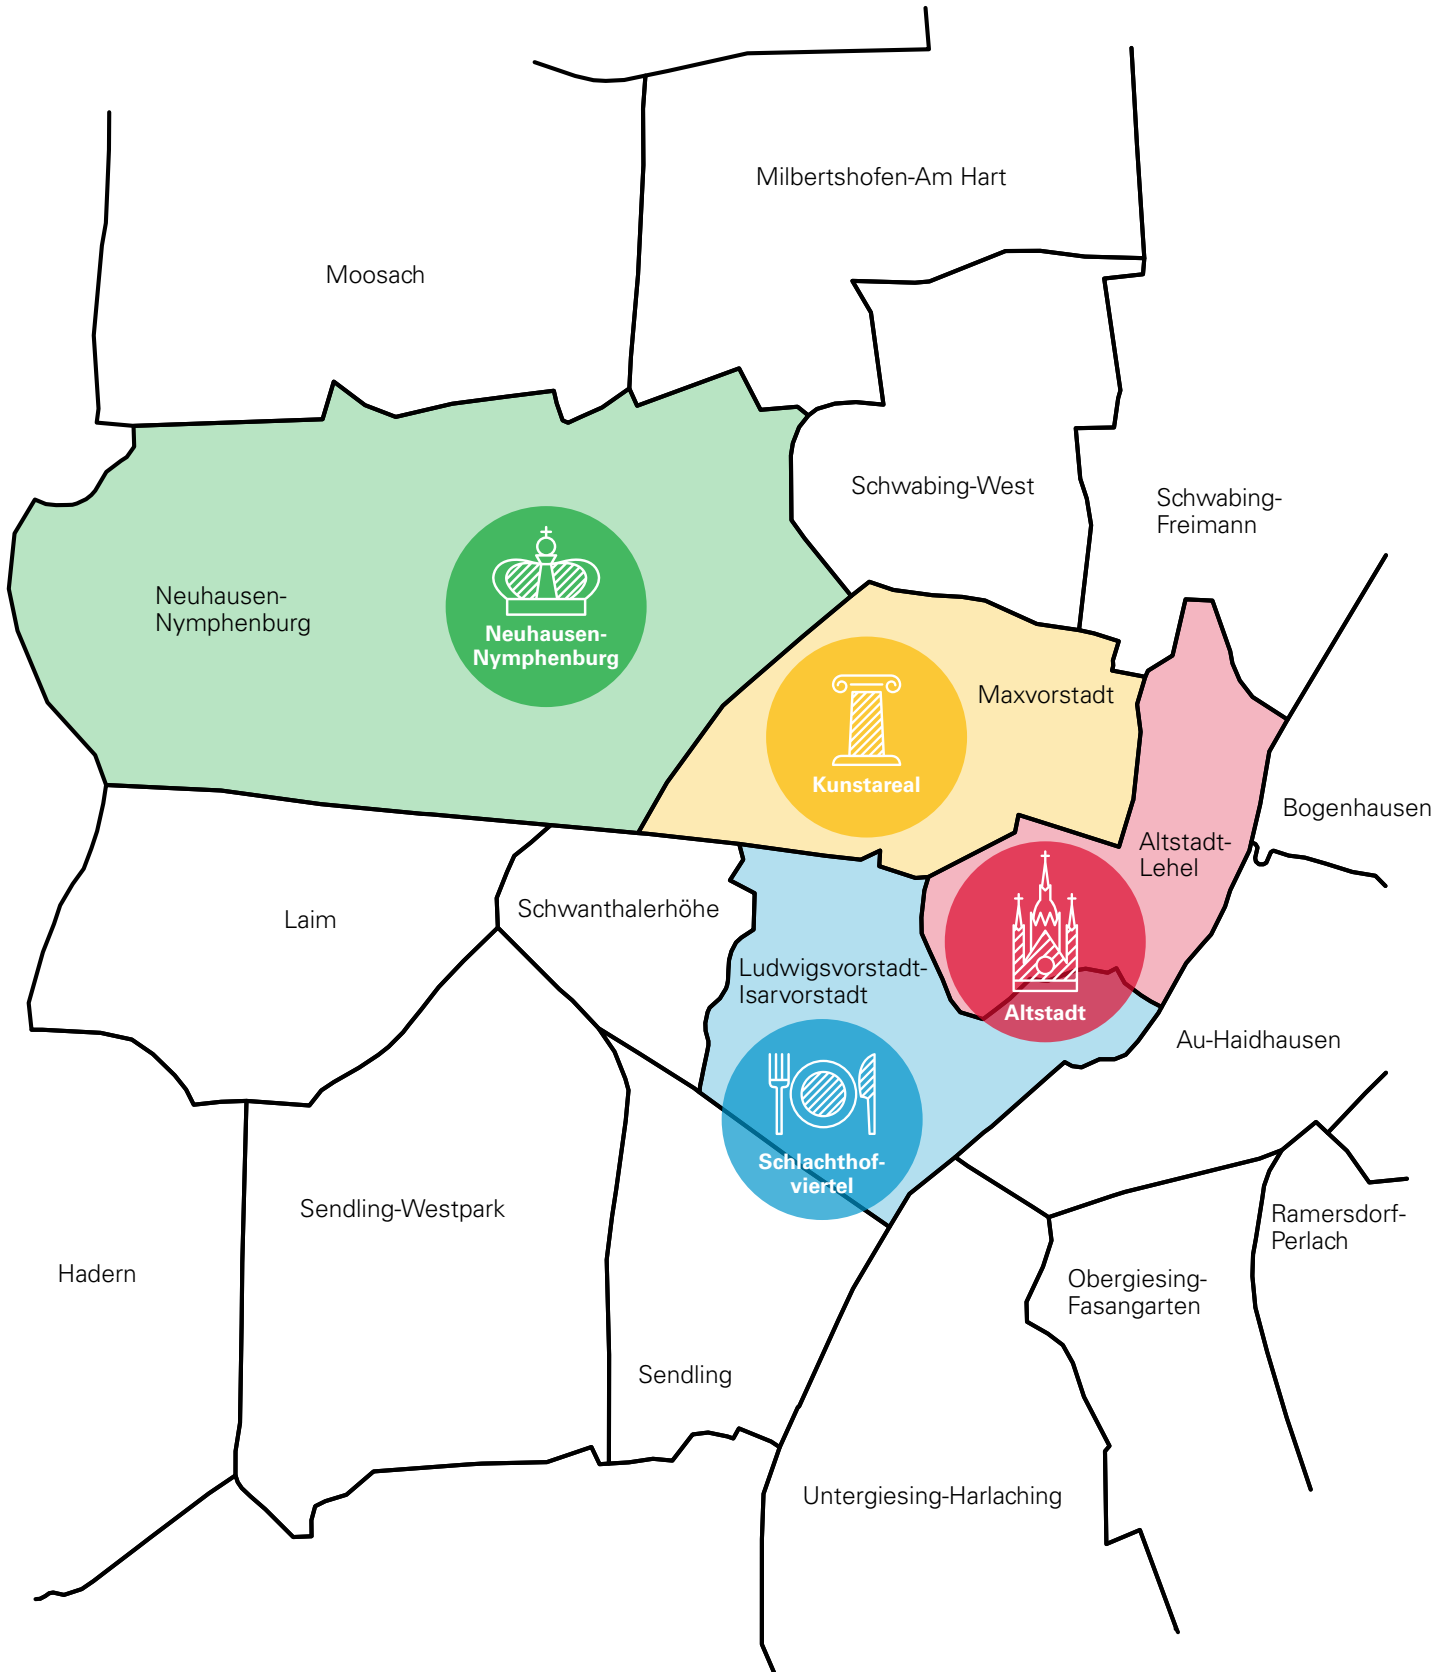 Milbertshofen-Am Hart
Moosach
Schwabing-West
Schwabing-
Freimann
Neuhausen-
Nymphenburg
Neuhausen-
Nymphenburg
Maxvorstadt
Kunstareal
Bogenhausen
Altstadt-
Lehel
Laim
Schwanthalerhöhe
Ludwigsvorstadt-
Isarvorstadt
Altstadt
Au-Haidhausen
Schlachthof-
viertel
Sendling-Westpark
Ramersdorf-
Perlach
Hadern
Obergiesing-
Fasangarten
Sendling
Untergiesing-Harlaching